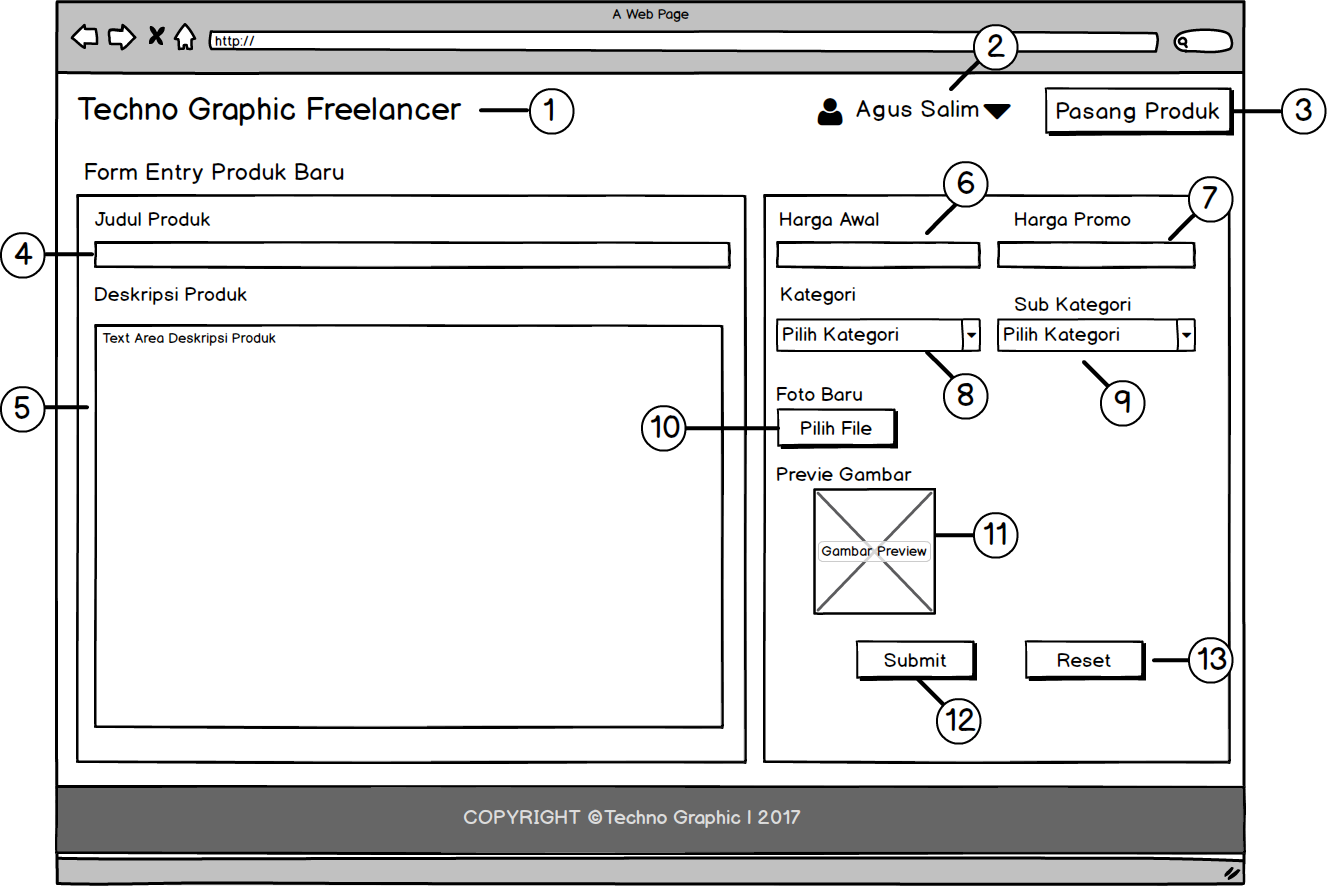 A Web Page
http://
2
Techno Graphic Freelancer
1
Agus Salim
Pasang Produk
3
Form Entry Produk Baru
6
7
Judul Produk
4
Deskripsi Produk
Text Area Deskripsi Produk
5
Harga Awal
Harga Promo
Kategori
Sub Kategori
Pilih Kategori
Pilih Kategori
8
9
Foto Baru
10
Pilih File
Previe Gambar
Gambar Preview
11
Submit
Reset
13
12
COPYRIGHT ©Techno Graphic | 2017